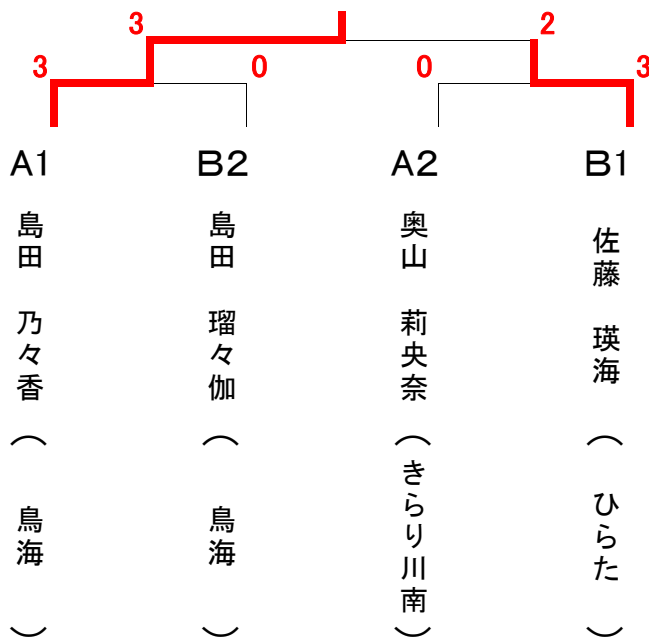 3 2
3 0 0 3
A1 B2 A2 B1
島田 乃々香 （鳥海）
島田 瑠々伽 （鳥海）
奥山 莉央奈 （きらり川南）
佐藤 瑛海 （ひらた）